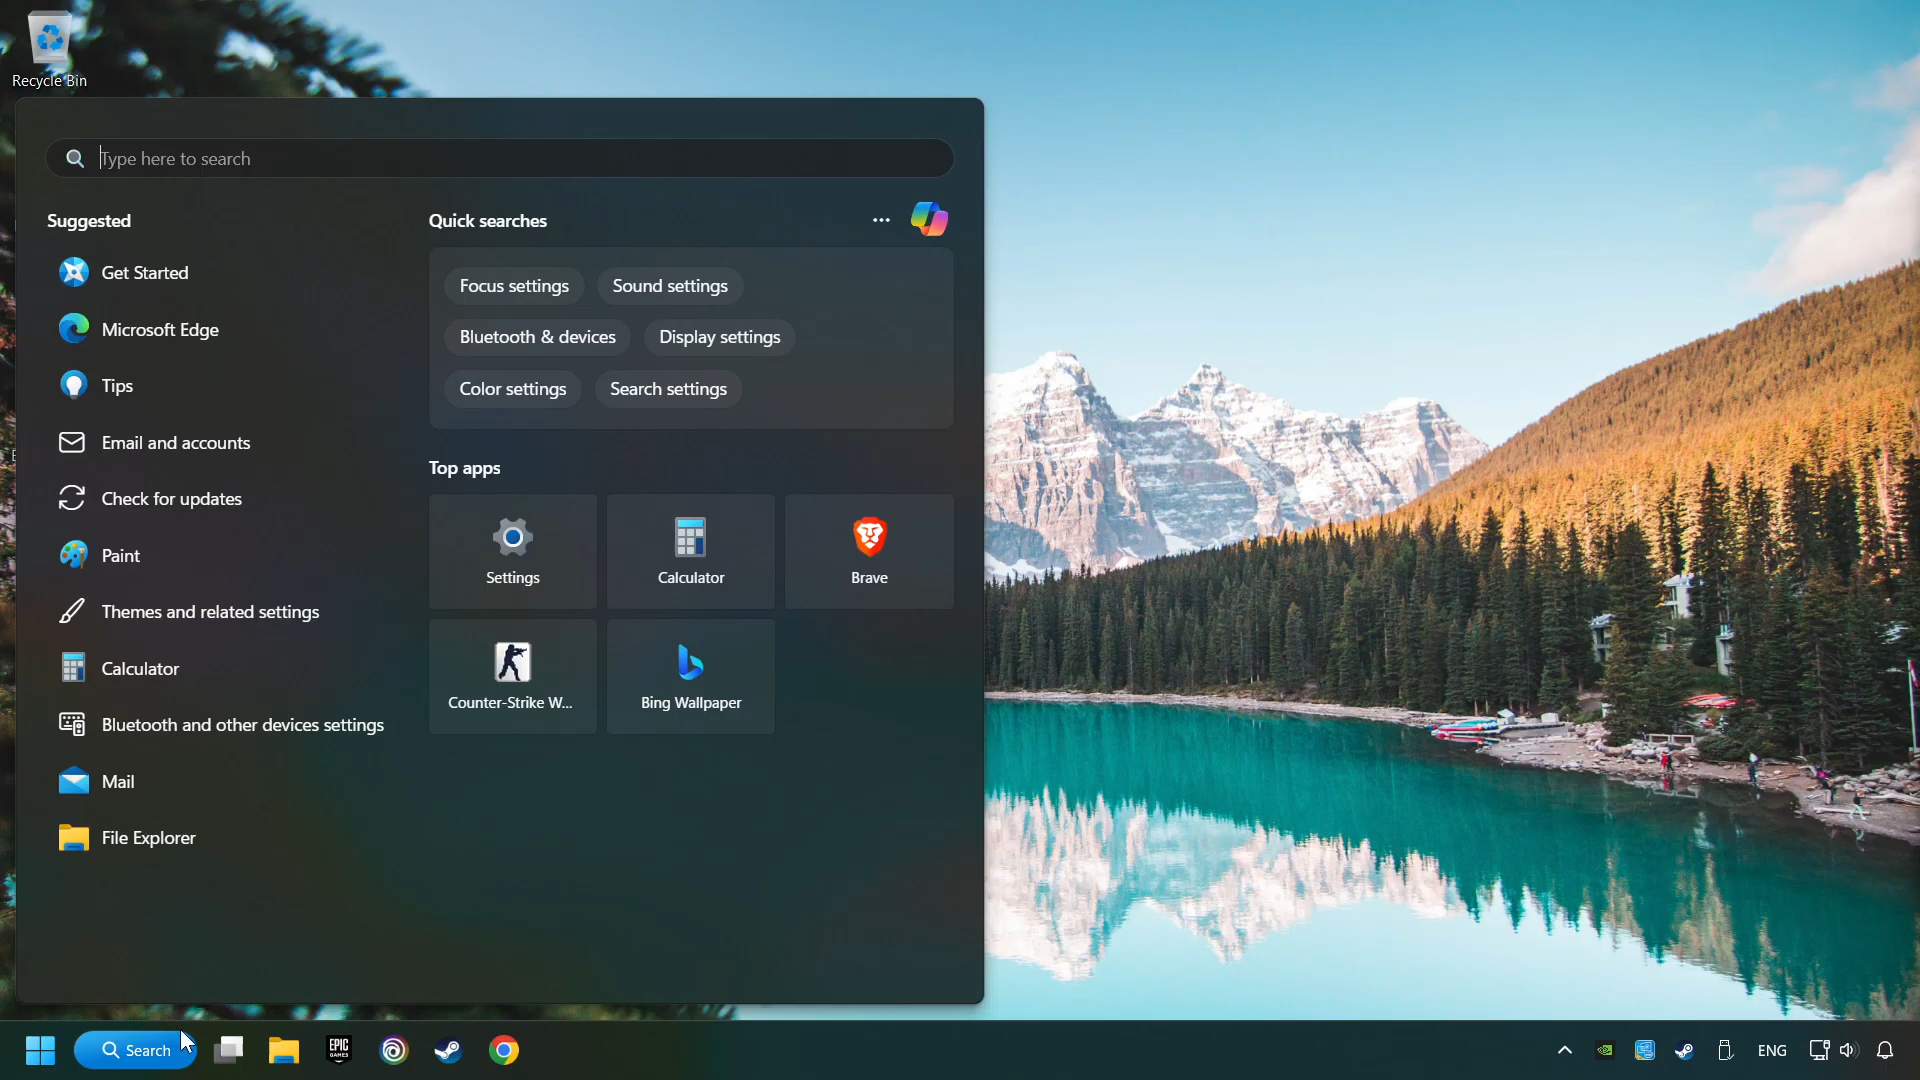 Recycle Bin
Type here to search
Suggested
Get Started
Microsoft Edge
Tips
Email and accounts
Check for updates
Paint
Themes and related settings
Calculator
Bluetooth and other devices settings
Mail
File Explorer
Quick searches
Focus settings
Sound settings
Bluetooth & devices
Display settings
Color settings
Search settings
Top apps
Settings
Calculator
Brave
Counter-Strike W...
Bing Wallpaper
Search
EPIC
GAMES
ENG